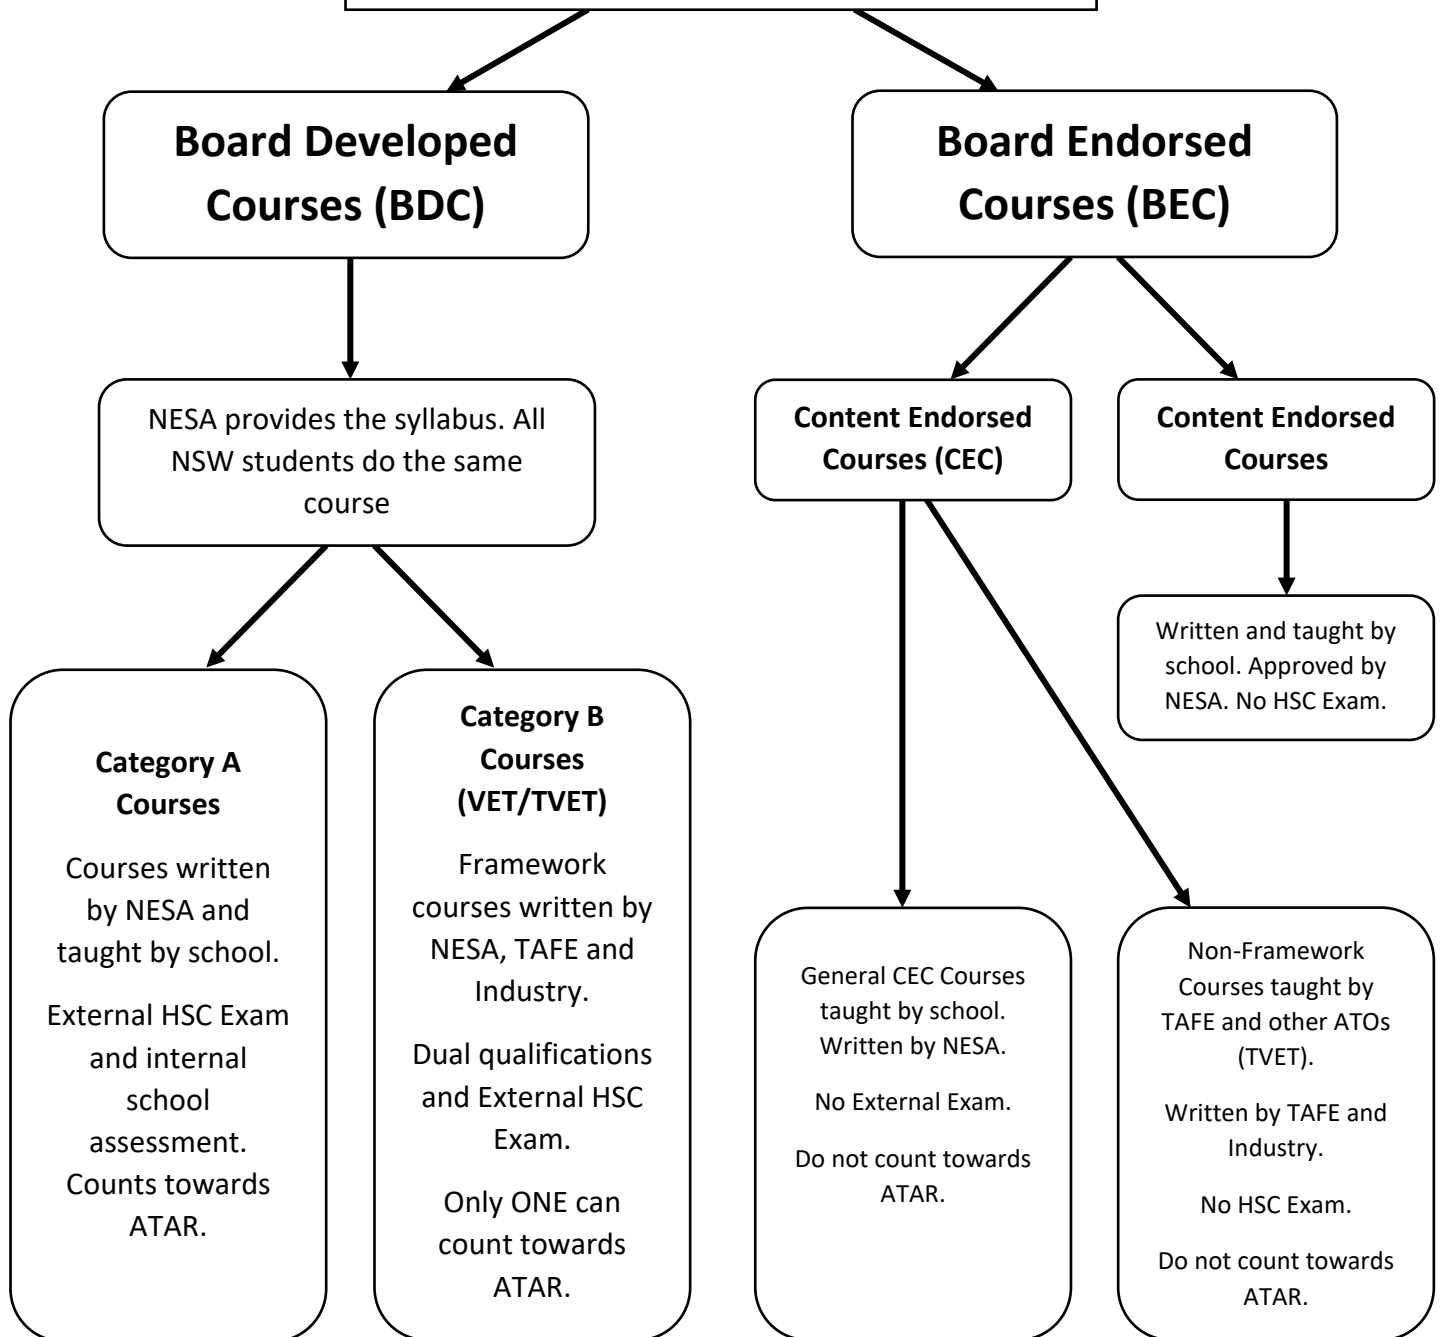 Board Developed
Courses (BDC)
Board Endorsed
Courses (BEC)
NESA provides the syllabus. All
NSW students do the same
course
Content Endorsed
Courses (CEC)
Content Endorsed
Courses
Written and taught by
school. Approved by
NESA. No HSC Exam.
Category A
Courses
Courses written
by NESA and
taught by school.
External HSC Exam
and internal
school
assessment.
Counts towards
ATAR.
Category B
Courses
(VET/TVET)
Framework
courses written by
NESA, TAFE and
Industry.
Dual qualifications
and External HSC
Exam.
Only ONE can
count towards
ATAR.
General CEC Courses
taught by school.
Written by NESA.
No External Exam.
Do not count towards
ATAR.
Non-Framework
Courses taught by
TAFE and other ATOs
(TVET).
Written by TAFE and
Industry.
No HSC Exam.
Do not count towards
ATAR.